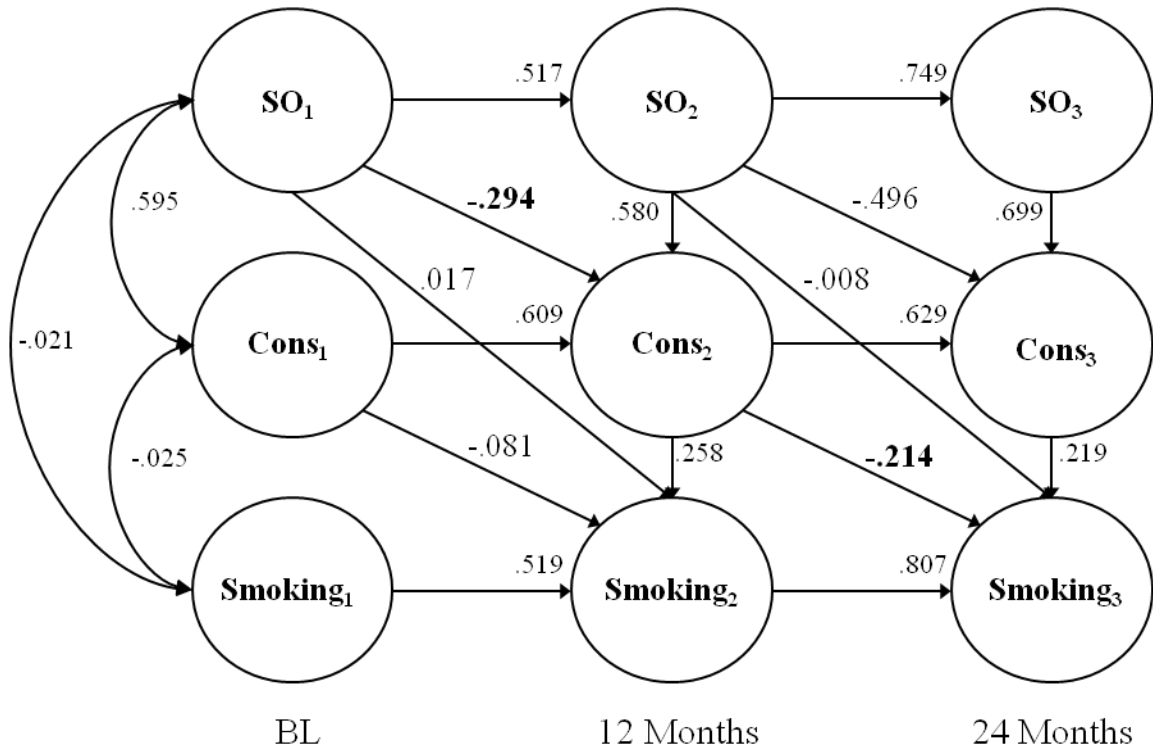 .517
.749
SO₁
SO₂
SO₃
.595
-.294
.580
-.496
.699
.017
-.008
.609
.629
-.021
Cons₁
Cons₂
Cons₃
-.025
-.081
.258
-.214
.219
.519
.807
Smoking₁
Smoking₂
Smoking₃
BL
12 Months
24 Months